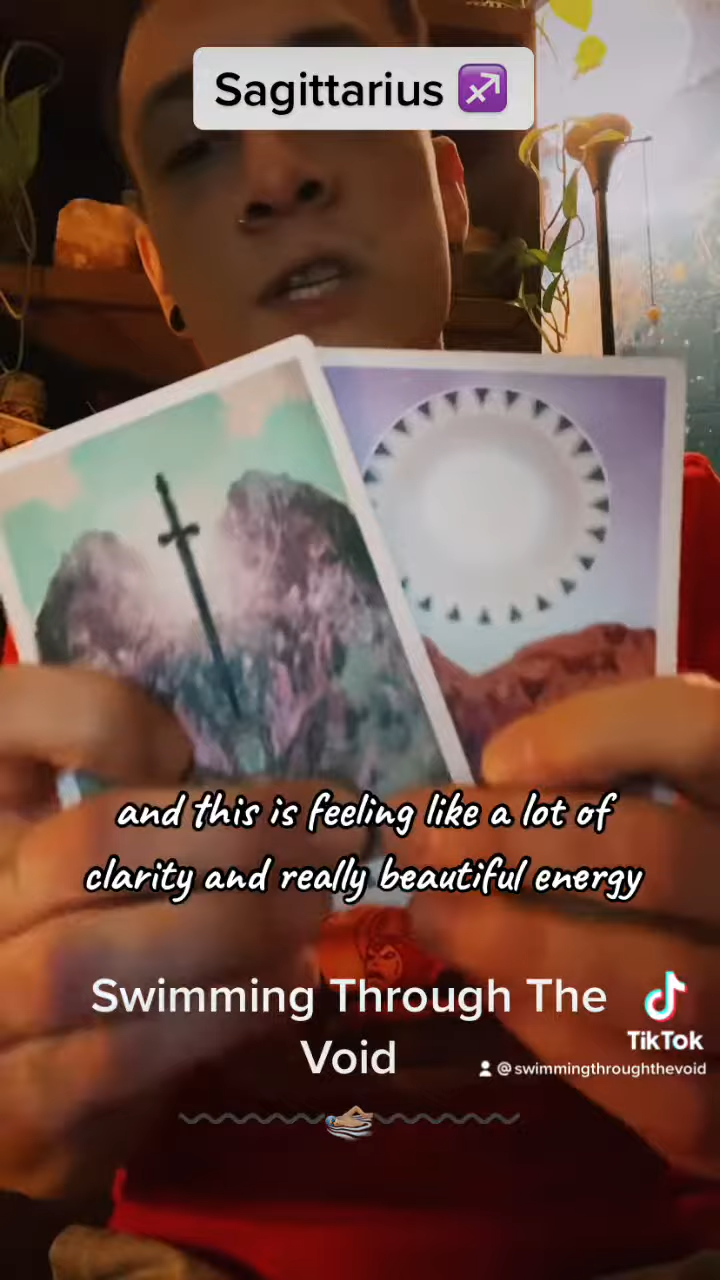 Sagittarius ♐
and this is feeling like a lot of
clarity and really beautiful energy
Swimming Through The
Void
TikTok
@swimmingthroughthevoid